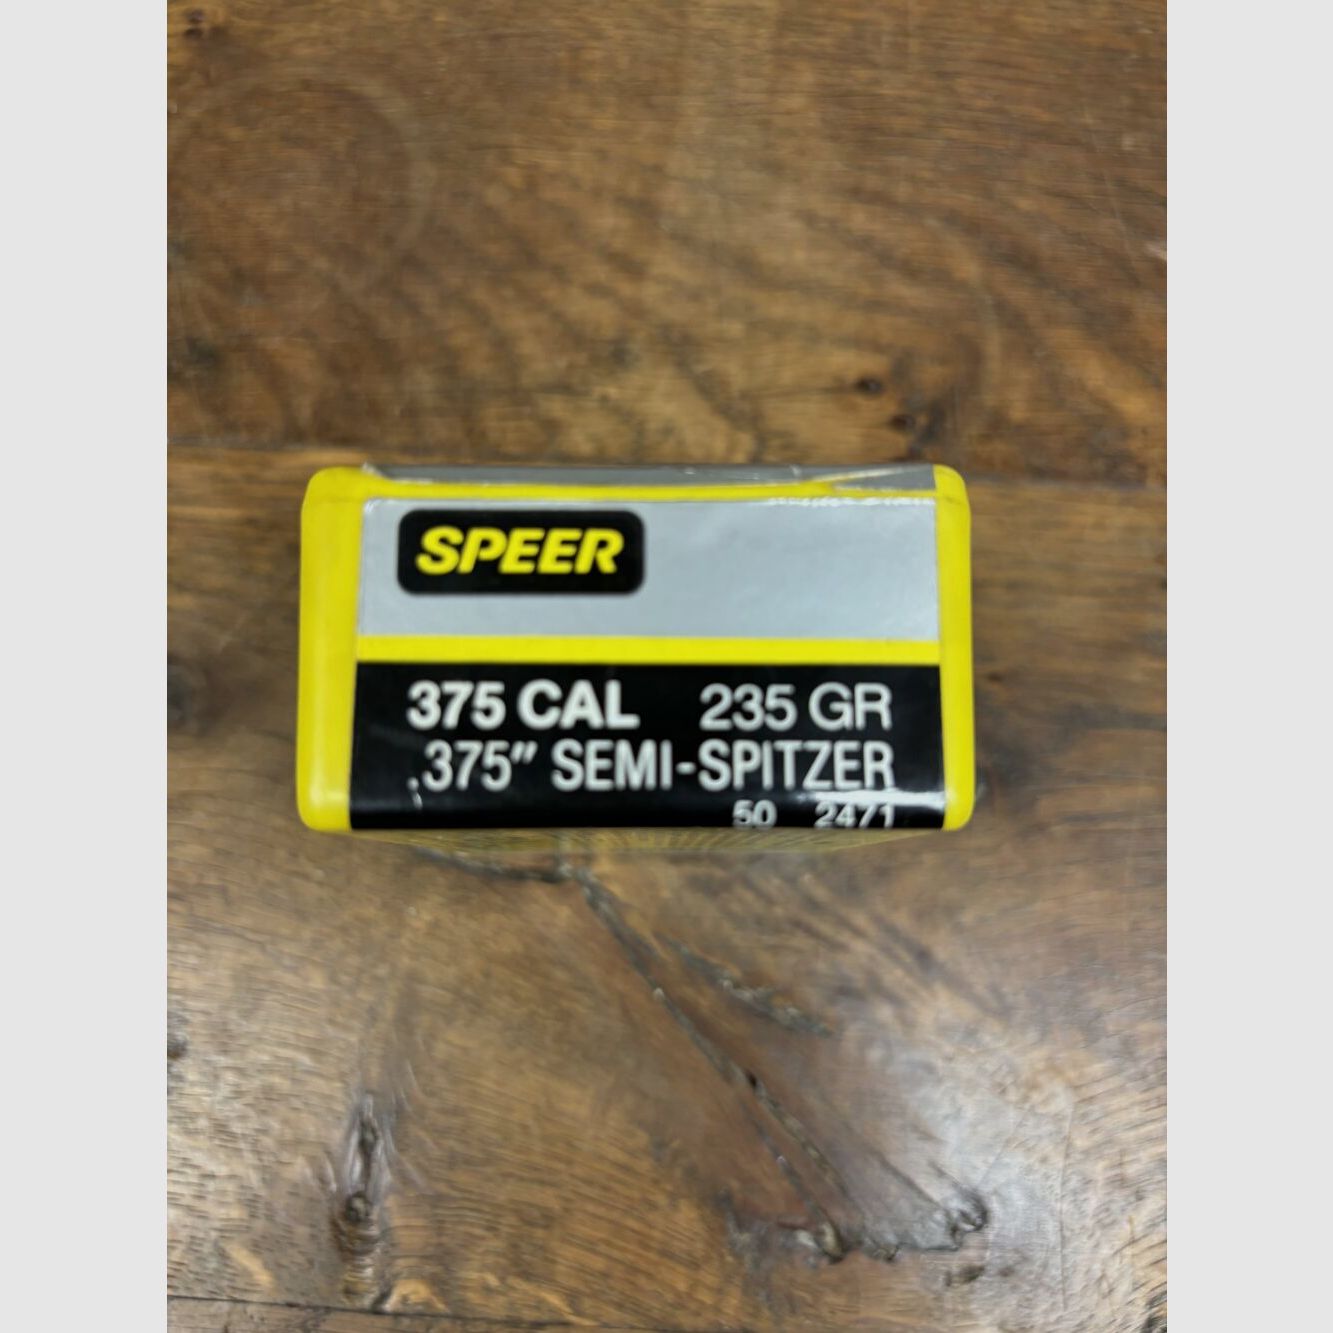 SPEER
375 CAL 235 GR
.375" SEMI-SPITZER
50 2471